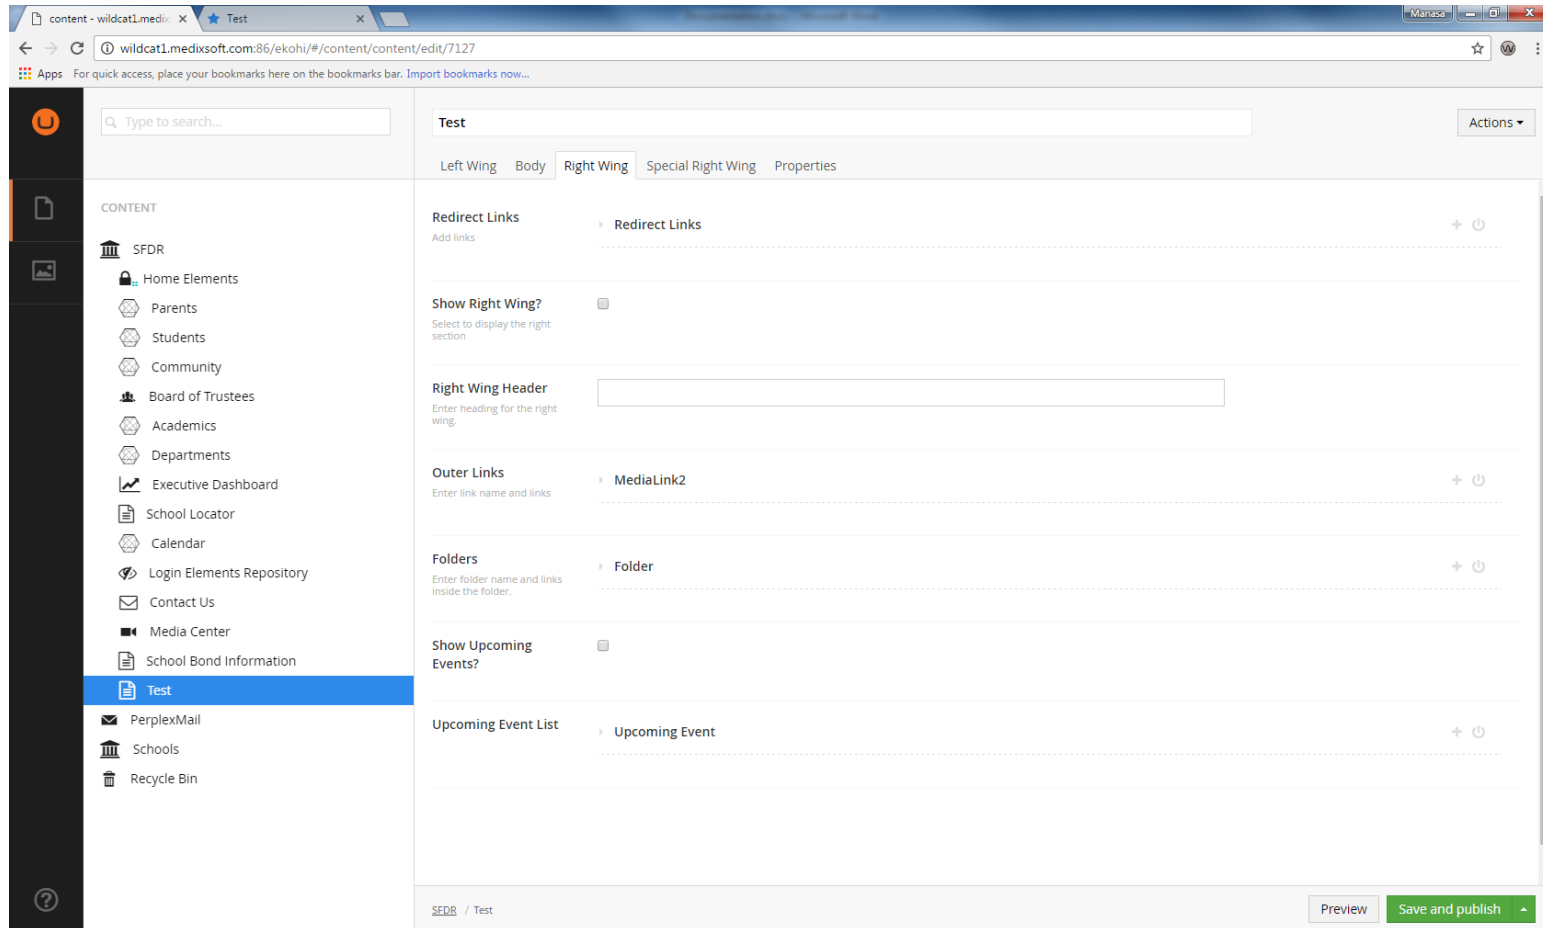 content - wildcat1.medix
Test
Manasa
wildcat1.medixsoft.com:86/ekohi/#/content/content/edit/7127
Apps For quick access, place your bookmarks here on the bookmarks bar. Import bookmarks now...
Type to search...
Test
Actions
Left Wing Body Right Wing Special Right Wing Properties
CONTENT
SFDR
Home Elements
Parents
Students
Community
Board of Trustees
Academics
Departments
Executive Dashboard
School Locator
Calendar
Login Elements Repository
Contact Us
Media Center
School Bond Information
Test
PerplexMail
Schools
Recycle Bin
Redirect Links
Add links
Redirect Links
Show Right Wing?
Select to display the right
section
Right Wing Header
Enter heading for the right
wing.
Outer Links
Enter link name and links
MediaLink2
Folders
Enter folder name and links
inside the folder.
Folder
Show Upcoming
Events?
Upcoming Event List
Upcoming Event
SFDR / Test
Preview
Save and publish